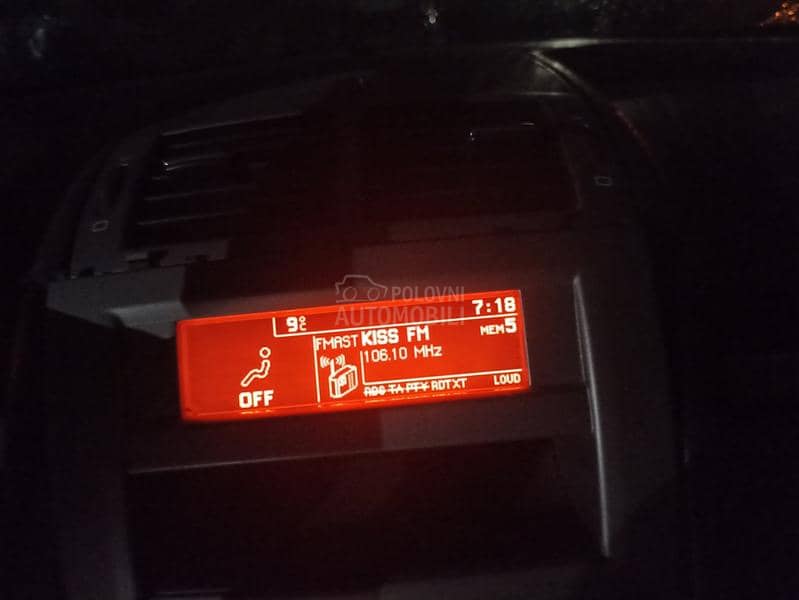 POLOVNI
AUTOMOBILI
9°C
7:18
FMAST KISS FM
MEM5
106.10 MHz
OFF
RDS TA PTY RDTXT
LOUD